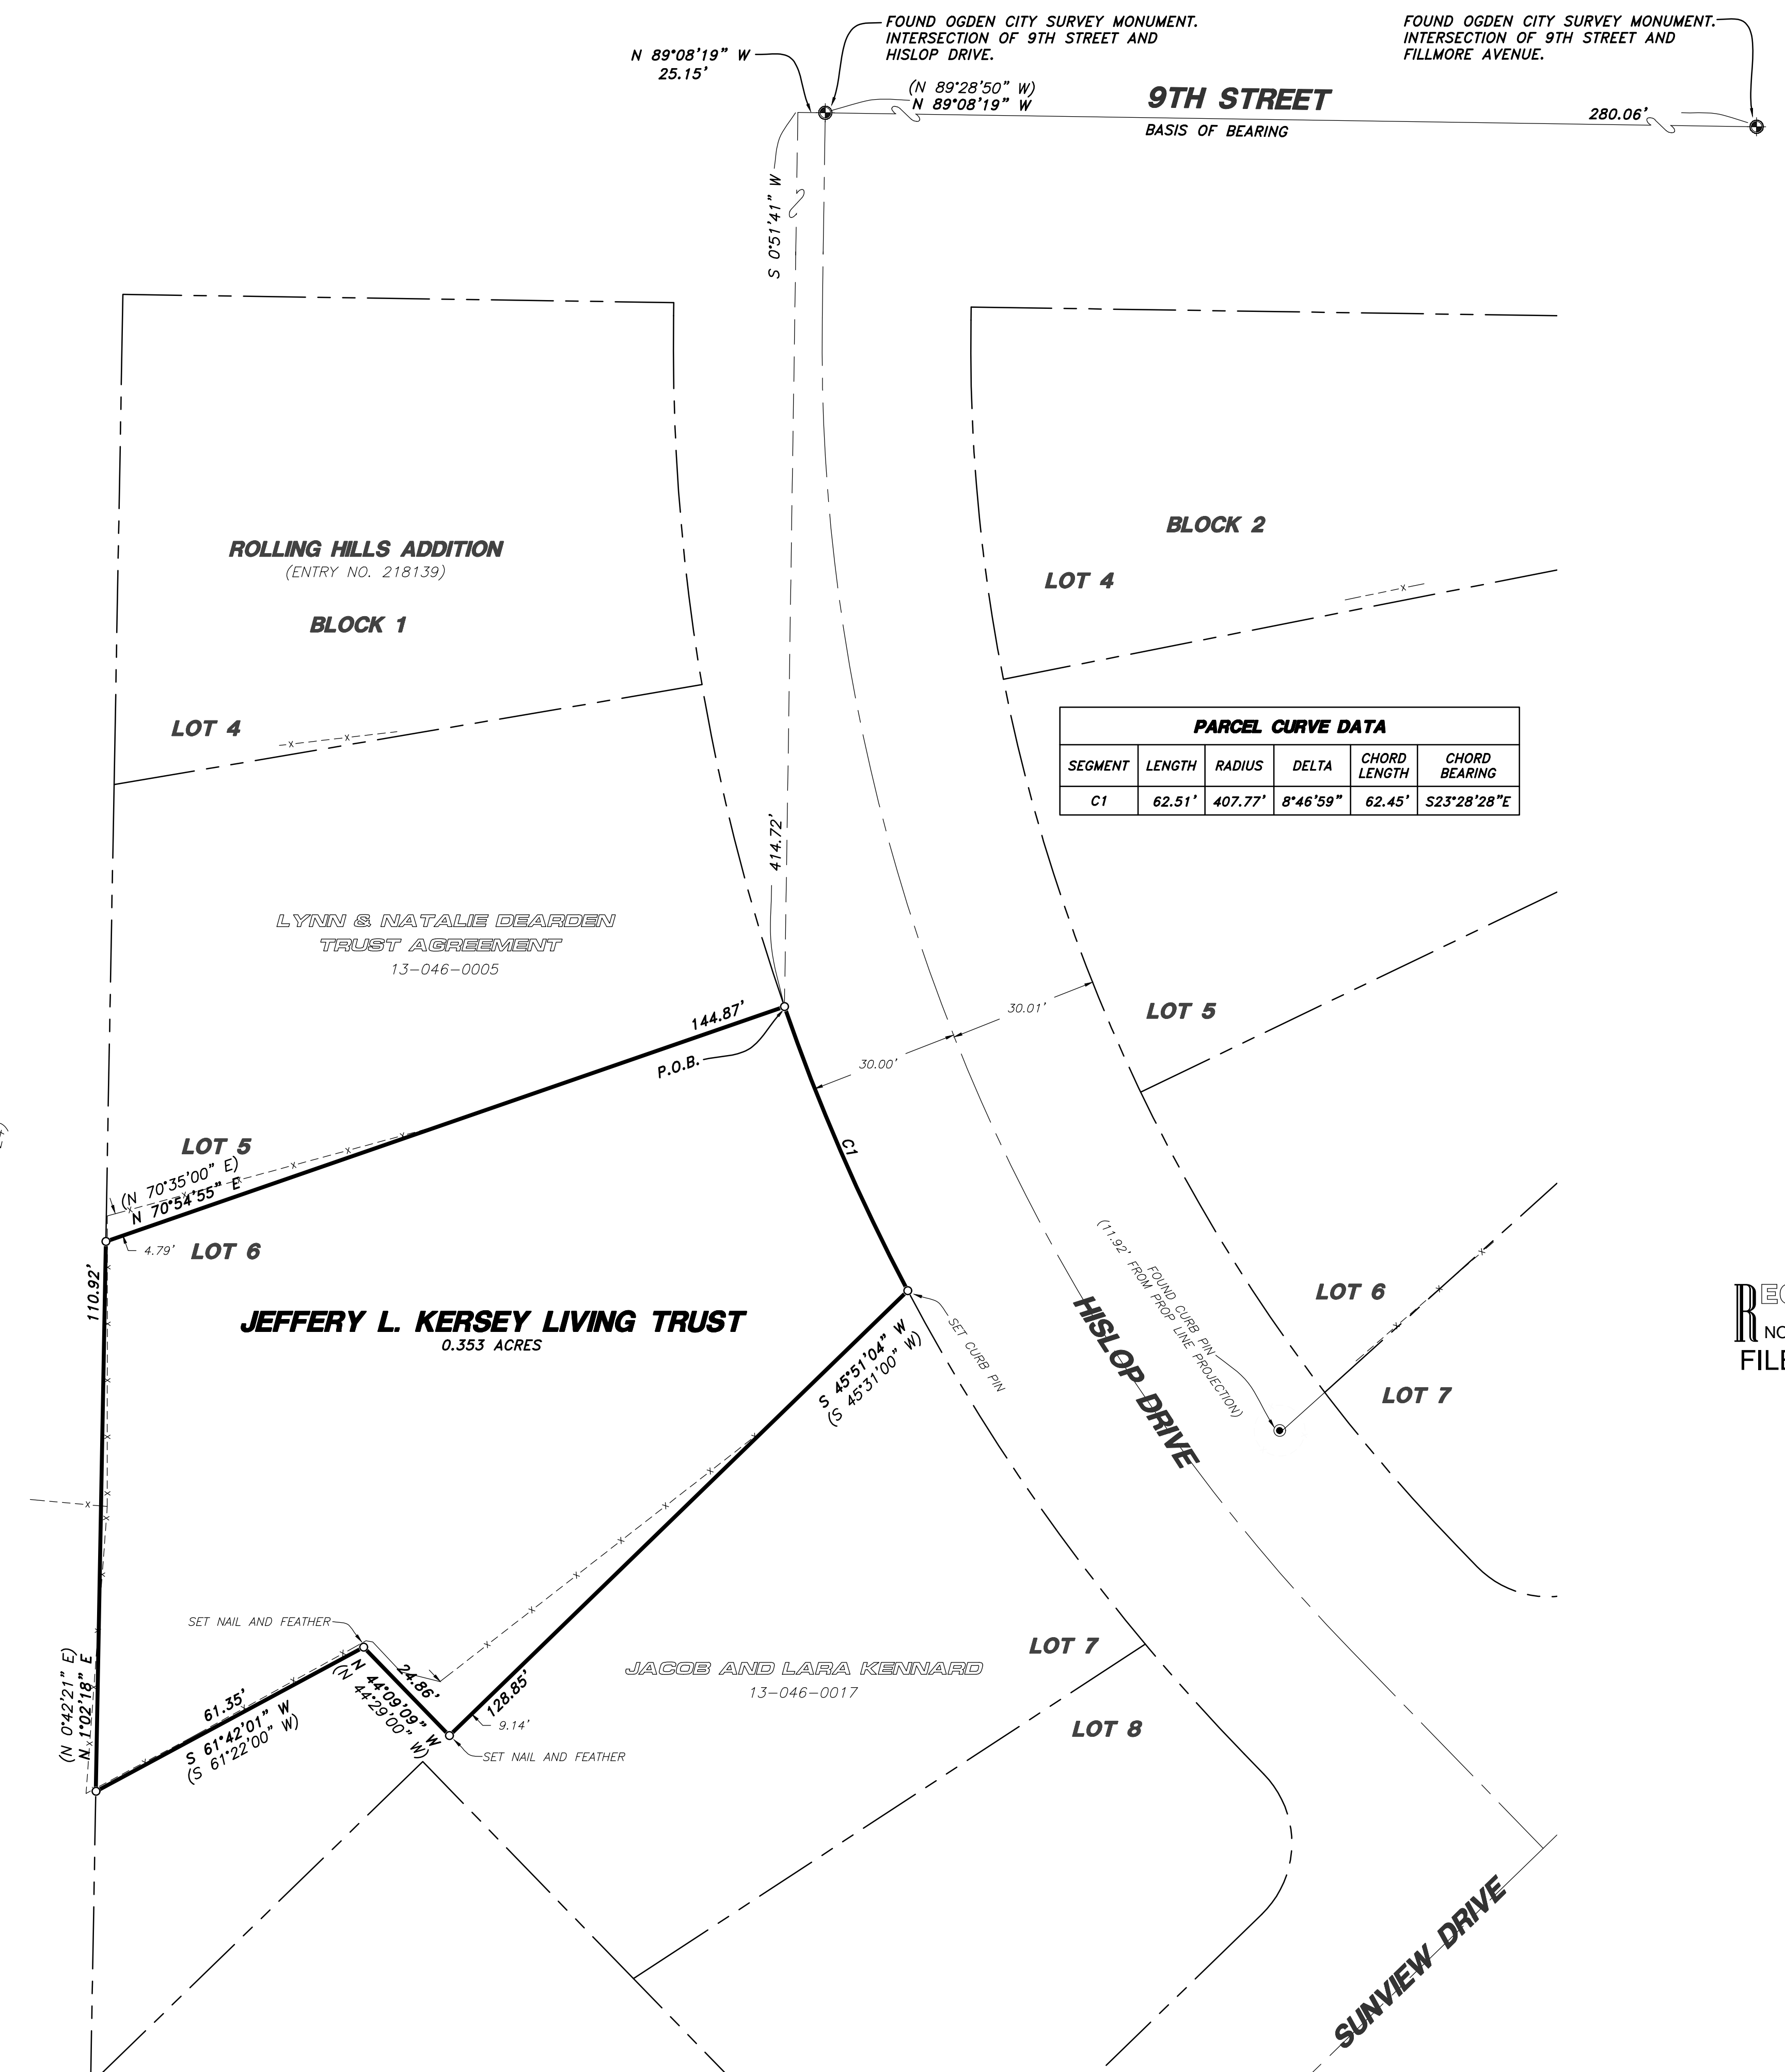 FOUND OGDEN CITY SURVEY MONUMENT.
INTERSECTION OF 9TH STREET AND
HISLOP DRIVE.
FOUND OGDEN CITY SURVEY MONUMENT.
INTERSECTION OF 9TH STREET AND
FILLMORE AVENUE.
N 89°08'19" W
25.15'
(N 89°28'50" W)
N 89°08'19" W
9TH STREET
BASIS OF BEARING
280.06'
S 0°51'41" W
414.72'
ROLLING HILLS ADDITION
(ENTRY NO. 218139)
BLOCK 1
LOT 4
BLOCK 2
LOT 4
PARCEL CURVE DATA
SEGMENT LENGTH RADIUS DELTA CHORD LENGTH CHORD BEARING
C1 62.51' 407.77' 8°46'59" 62.45' S23°28'28"E
LYNN & NATALIE DEARDEN
TRUST AGREEMENT
13-046-0005
144.87'
P.O.B.
30.00'
30.01'
LOT 5
LOT 5
(N 70°35'00" E)
N 70°54'55" E
4.79'
LOT 6
C1
110.92'
JEFFERY L. KERSEY LIVING TRUST
0.353 ACRES
S 45°51'04" W
(S 45°31'00" W)
SET CURB PIN
HISLOP DRIVE
FOUND CURB PIN
(11.92' FROM PROP LINE PROJECTION)
LOT 6
LOT 7
NO
FILE
SET NAIL AND FEATHER
(N 0°42'21" E)
N 1°02'18" E
61.35'
S 61°42'01" W
(S 61°22'00" W)
24.86'
N 44°09'09" W
(N 44°29'00" W)
128.85'
9.14'
SET NAIL AND FEATHER
JACOB AND LARA KENNARD
13-046-0017
LOT 7
LOT 8
SUNVIEW DRIVE